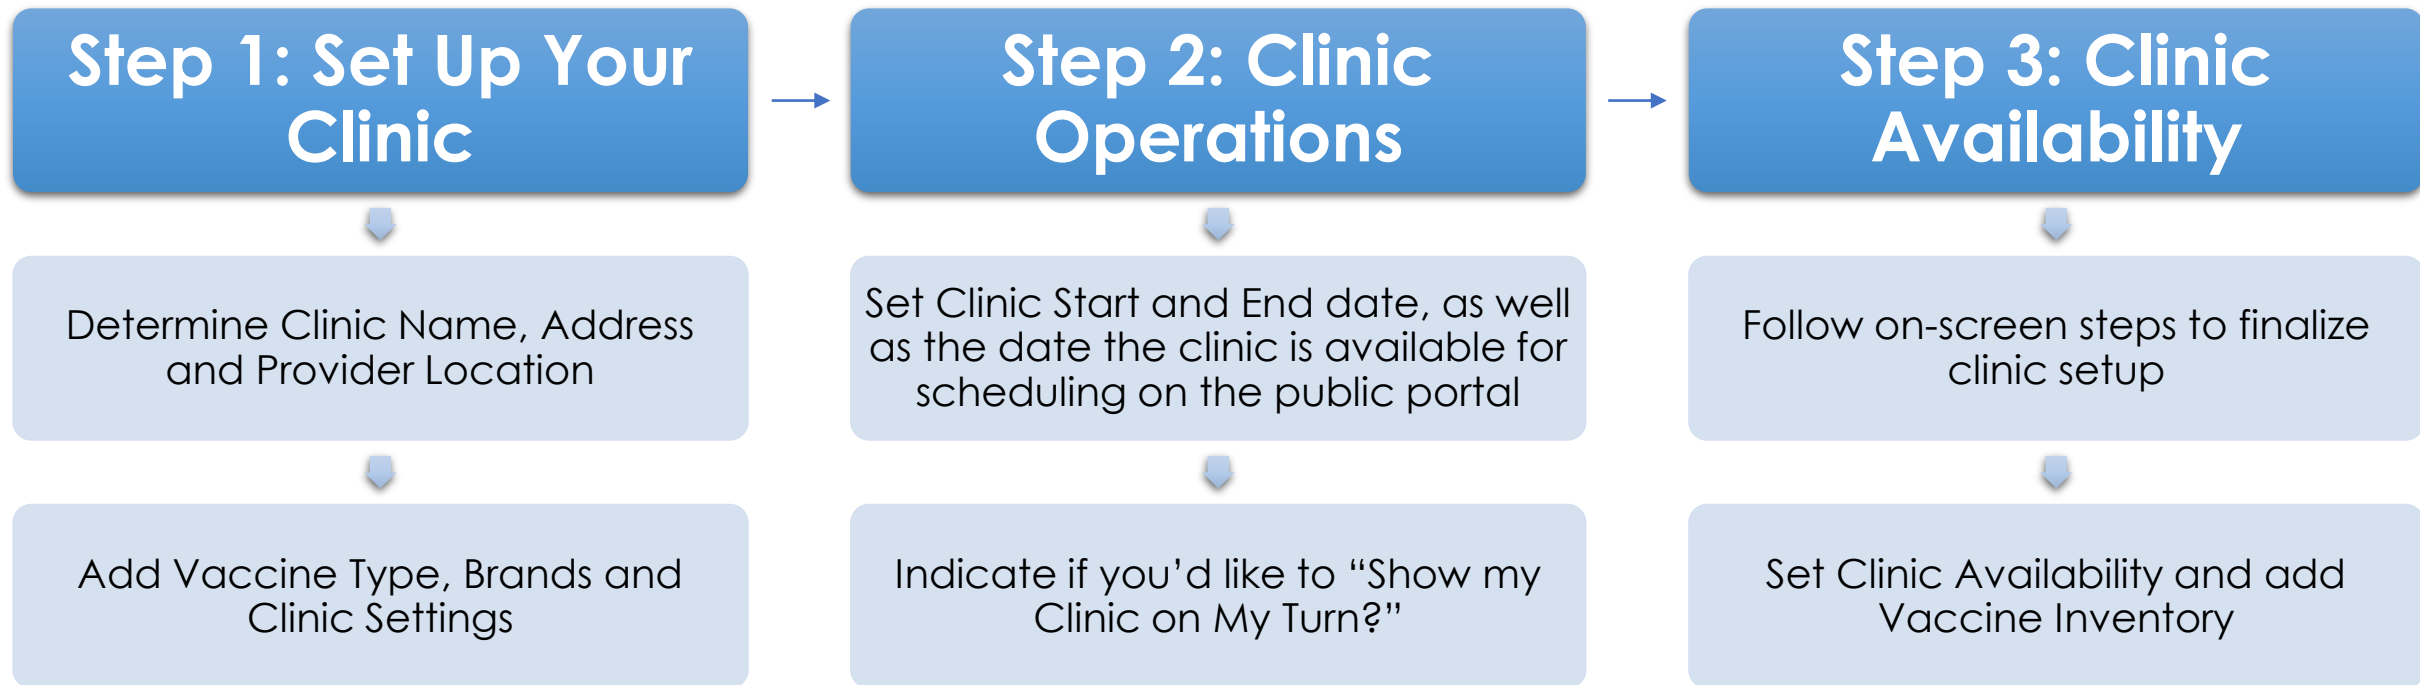 Step 1: Set Up Your
Clinic
Determine Clinic Name, Address
and Provider Location
Add Vaccine Type, Brands and
Clinic Settings
Step 2: Clinic
Operations
Set Clinic Start and End date, as well
as the date the clinic is available for
scheduling on the public portal
Indicate if you’d like to “Show my
Clinic on My Turn?”
Step 3: Clinic
Availability
Follow on-screen steps to finalize
clinic setup
Set Clinic Availability and add
Vaccine Inventory